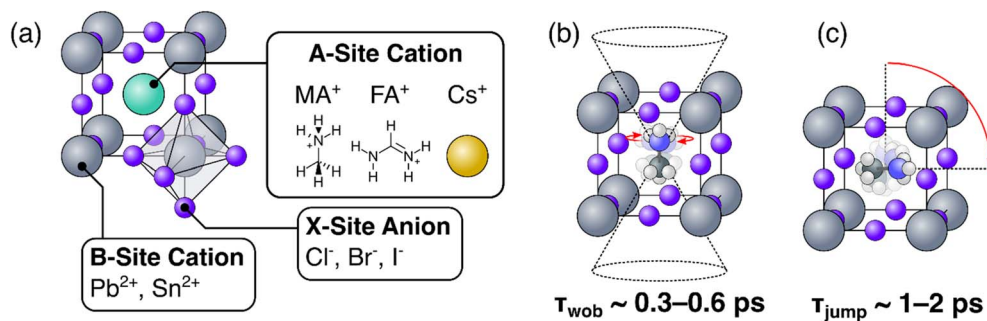 (a)
A-Site Cation
MA⁺ FA⁺ Cs⁺
H H H N⁺ H H H
H H N H H N⁺ H H
X-Site Anion
Cl⁻, Br⁻, I⁻
B-Site Cation
Pb²⁺, Sn²⁺
(b)
τwob ~ 0.3–0.6 ps
(c)
τjump ~ 1–2 ps